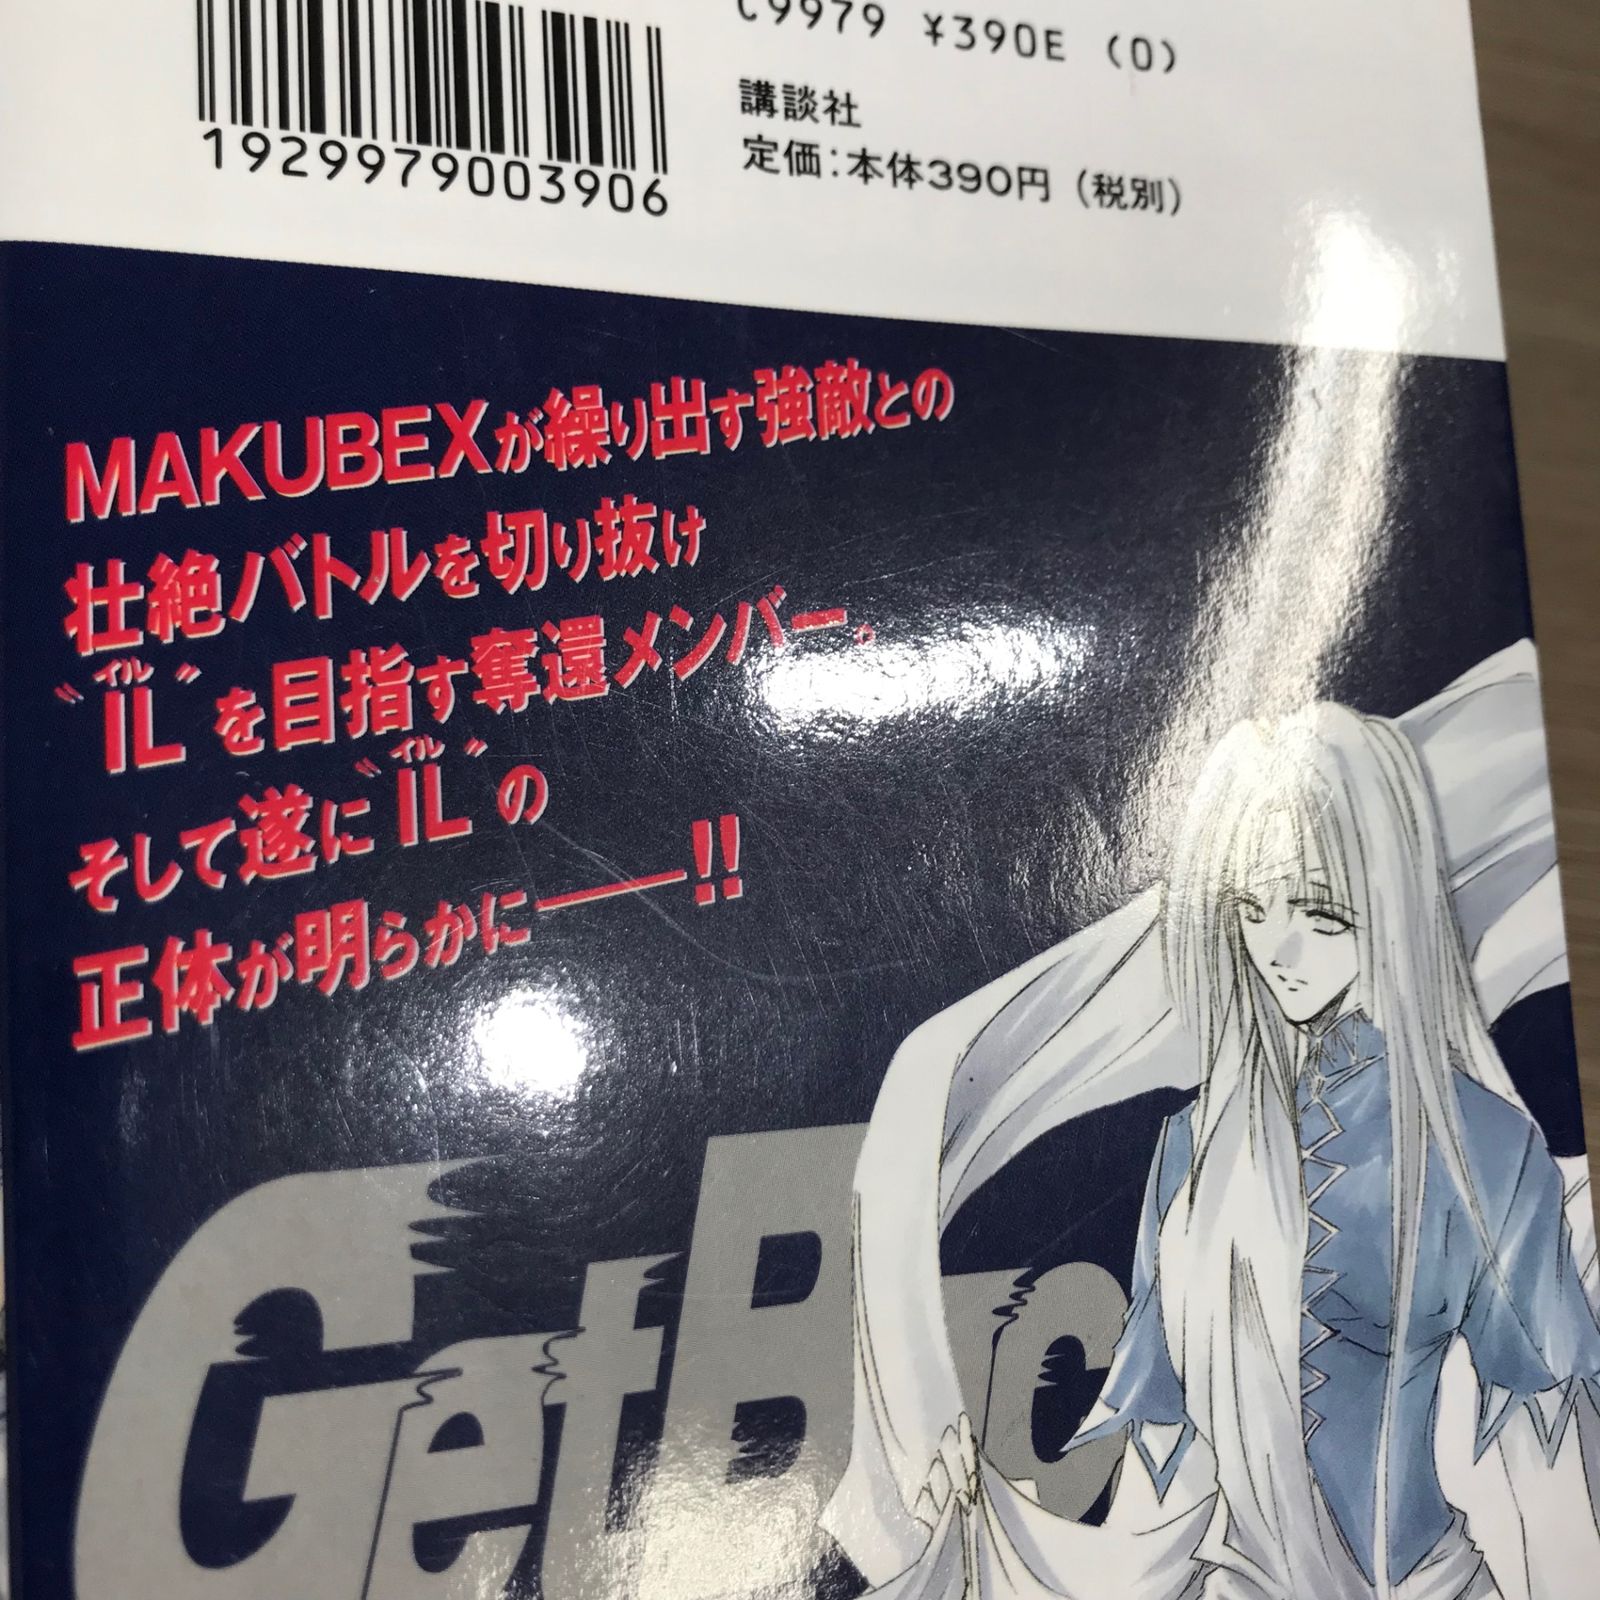 C9979 ¥390E (0)
講談社
定価:本体390円 (税別)
1929979003906
MAKUBEXが繰り出す強敵との
壮絶バトルを切り抜け
イル
〝IL〟を目指す奪還メンバー。
イル
そして遂に〝IL〟の
正体が明らかに——!!
GetB